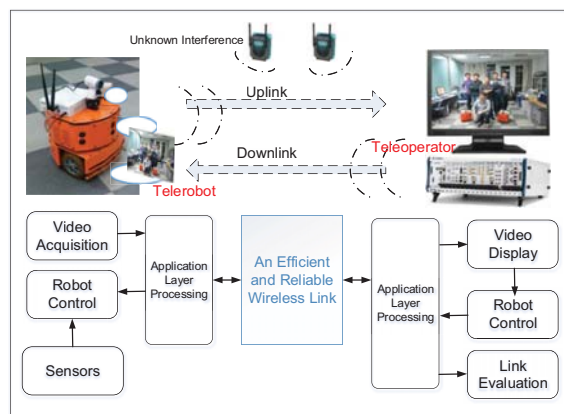 Unknown Interference
Uplink
Downlink
Teleoperator
Telerobot
Video
Acquisition
Robot
Control
Sensors
Application
Layer
Processing
An Efficient
and Reliable
Wireless Link
Application
Layer
Processing
Video
Display
Robot
Control
Link
Evaluation